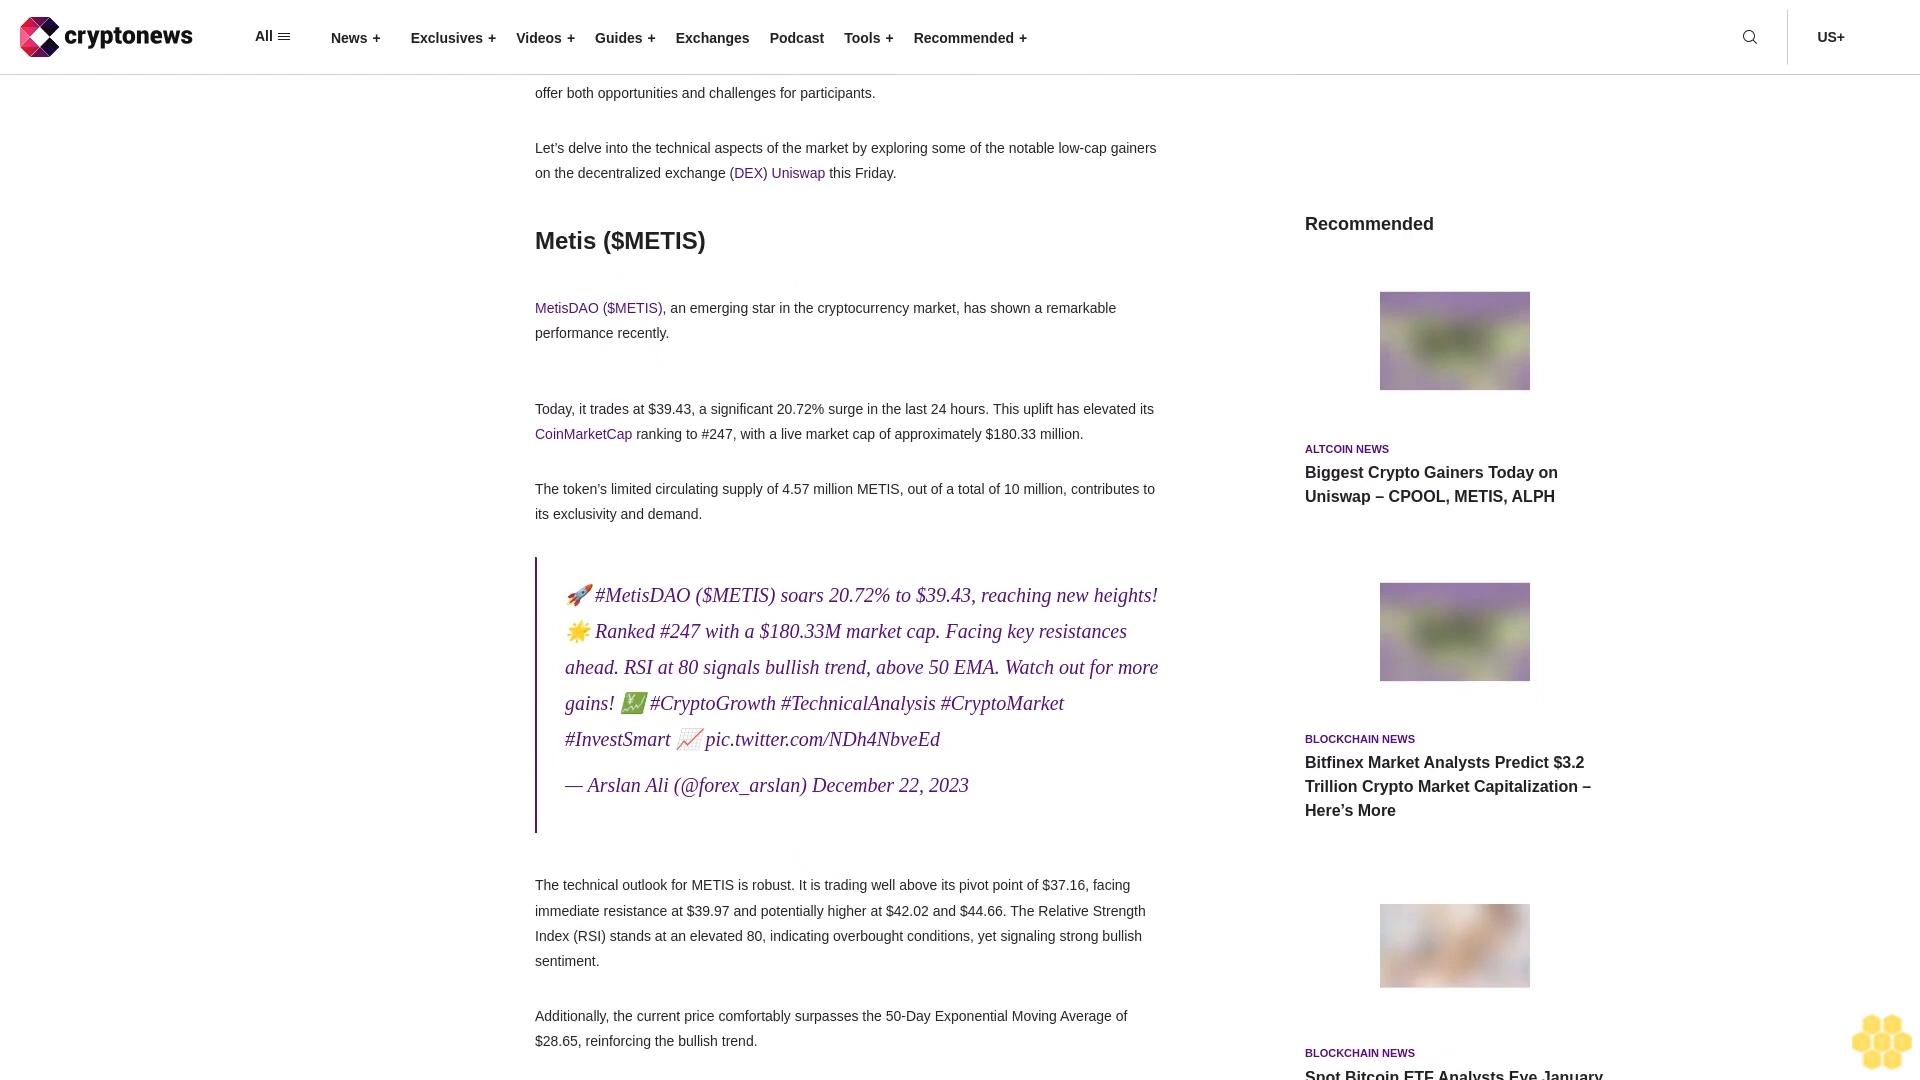 cryptonews
All
News +
Exclusives +
Videos +
Guides +
Exchanges
Podcast
Tools +
Recommended +
US+
offer both opportunities and challenges for participants.
Let’s delve into the technical aspects of the market by exploring some of the notable low-cap gainers
on the decentralized exchange (DEX) Uniswap this Friday.
Metis ($METIS)
MetisDAO ($METIS), an emerging star in the cryptocurrency market, has shown a remarkable
performance recently.
Today, it trades at $39.43, a significant 20.72% surge in the last 24 hours. This uplift has elevated its
CoinMarketCap ranking to #247, with a live market cap of approximately $180.33 million.
The token’s limited circulating supply of 4.57 million METIS, out of a total of 10 million, contributes to
its exclusivity and demand.
🚀 #MetisDAO ($METIS) soars 20.72% to $39.43, reaching new heights!
🌟 Ranked #247 with a $180.33M market cap. Facing key resistances
ahead. RSI at 80 signals bullish trend, above 50 EMA. Watch out for more
gains! 💹 #CryptoGrowth #TechnicalAnalysis #CryptoMarket
#InvestSmart 📈 pic.twitter.com/NDh4NbveEd
— Arslan Ali (@forex_arslan) December 22, 2023
The technical outlook for METIS is robust. It is trading well above its pivot point of $37.16, facing
immediate resistance at $39.97 and potentially higher at $42.02 and $44.66. The Relative Strength
Index (RSI) stands at an elevated 80, indicating overbought conditions, yet signaling strong bullish
sentiment.
Additionally, the current price comfortably surpasses the 50-Day Exponential Moving Average of
$28.65, reinforcing the bullish trend.
Recommended
ALTCOIN NEWS
Biggest Crypto Gainers Today on
Uniswap – CPOOL, METIS, ALPH
BLOCKCHAIN NEWS
Bitfinex Market Analysts Predict $3.2
Trillion Crypto Market Capitalization –
Here’s More
BLOCKCHAIN NEWS
Spot Bitcoin ETF Analysts Eye January